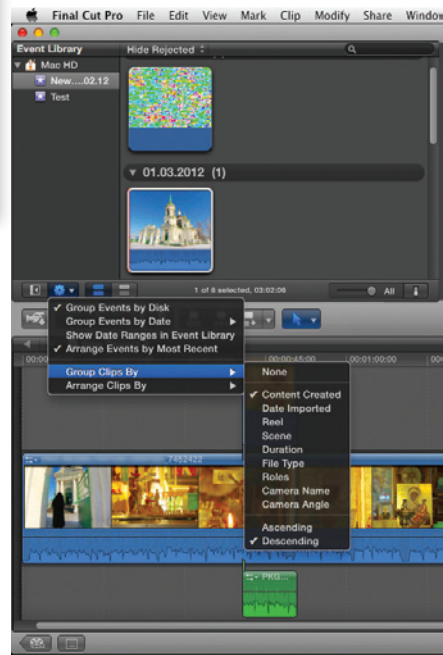 Final Cut Pro File Edit View Mark Clip Modify Share Window
Event Library Hide Rejected
Mac HD
New....02.12
Test
01.03.2012 (1)
1 of 6 selected, 03:02:06
All
Group Events by Disk
Group Events by Date
Show Date Ranges in Event Library
Arrange Events by Most Recent
Group Clips By
Arrange Clips By
00:00:45:00 00:01:00:00
None
Content Created
Date Imported
Reel
Scene
Duration
File Type
Roles
Camera Name
Camera Angle
Ascending
Descending
7452422
PKG...